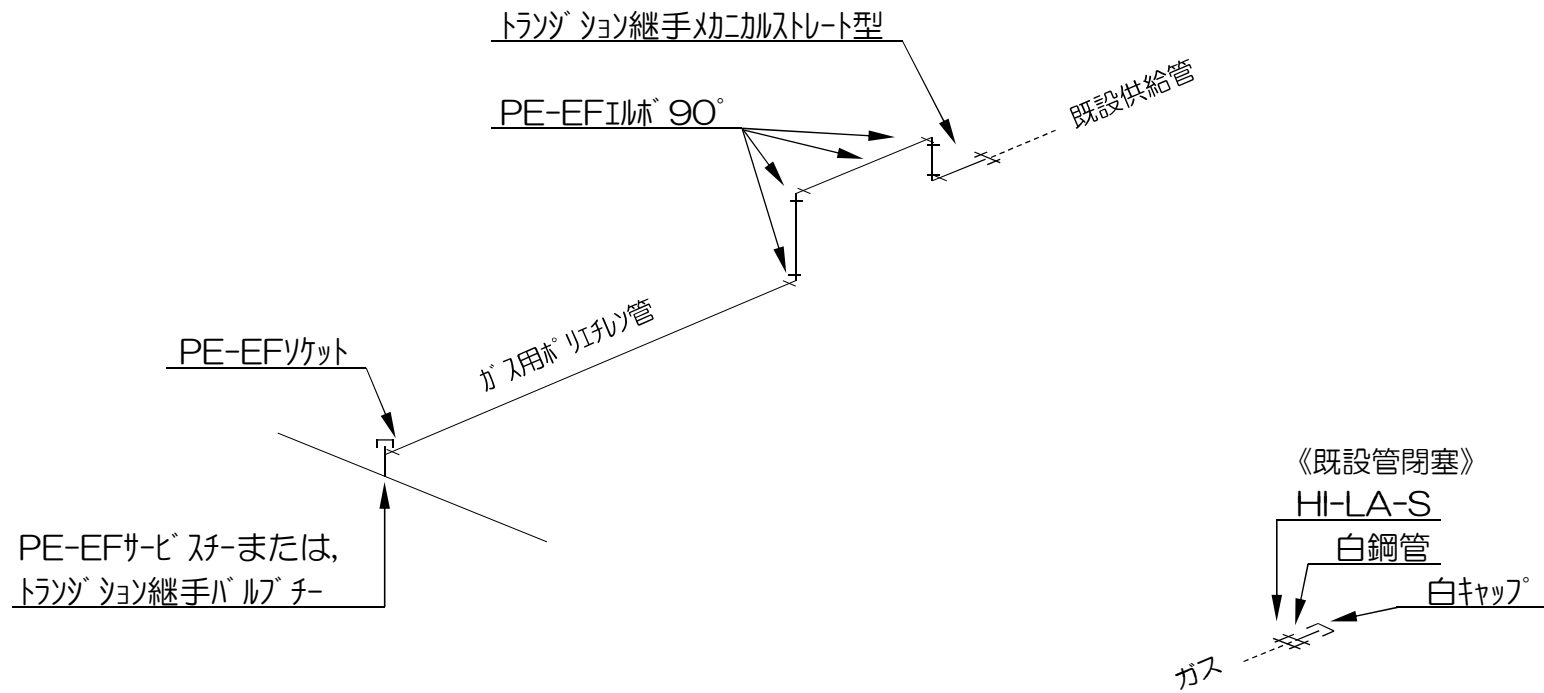 トランジション継手メカニカルストレート型
PE-EFエルボ90°
既設供給管
ガス用ポリエチレン管
PE-EFソケット
PE-EFサービスチーまたは,
トランジション継手バルブチー
《既設管閉塞》
HI-LA-S
白鋼管
白キャップ
ガス